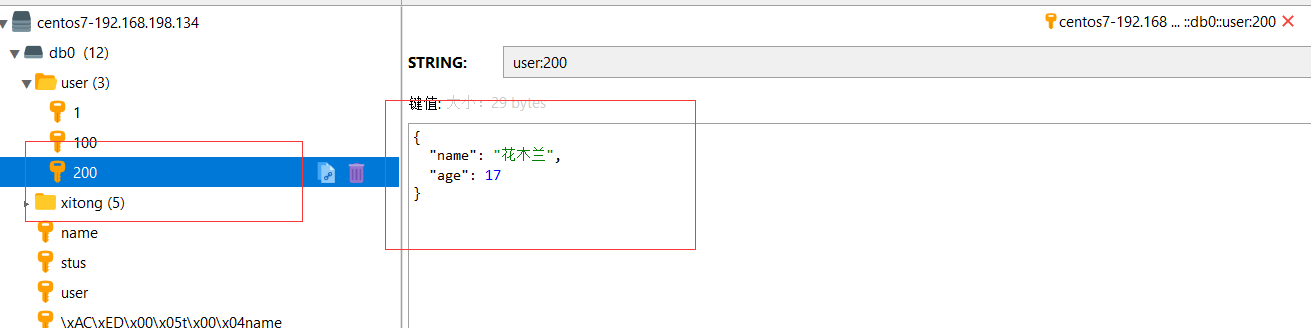 centos7-192.168.198.134
db0 (12)
user (3)
1
100
200
xitong (5)
name
stus
user
\xAC\xED\x00\x05t\x00\x04name
centos7-192.168 ... ::db0::user:200
STRING:
user:200
键值: 大小: 29 bytes
{
"name": "花木兰",
"age": 17
}